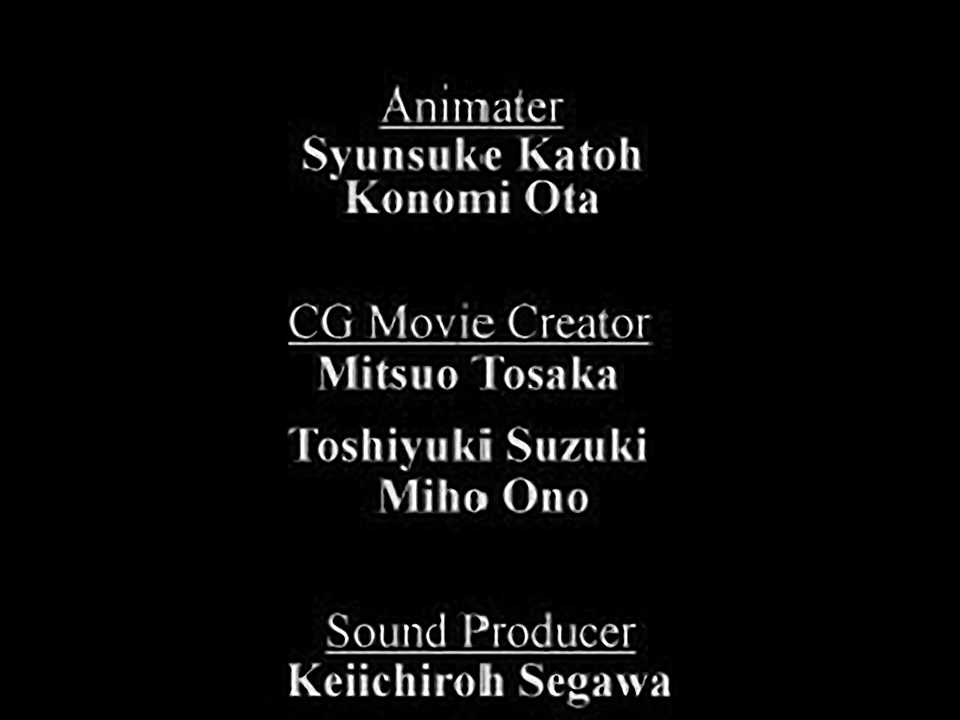 Animater
Syunsuke Katoh
Konomi Ota
CG Movie Creator
Mitsuo Tosaka
Toshiyuki Suzuki
Miho Ono
Sound Producer
Keiichiroh Segawa